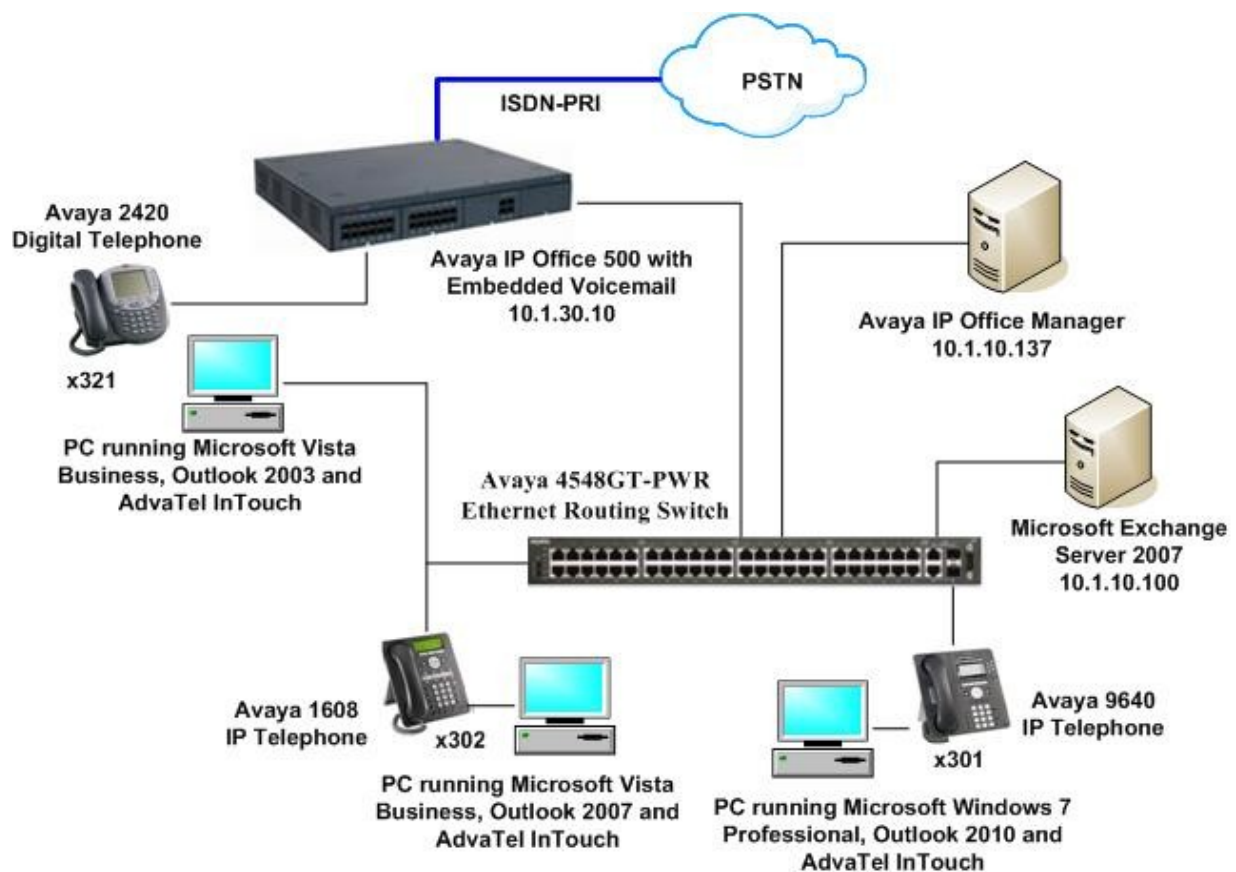 PSTN
ISDN-PRI
Avaya 2420
Digital Telephone
x321
Avaya IP Office 500 with
Embedded Voicemail
10.1.30.10
Avaya IP Office Manager
10.1.10.137
PC running Microsoft Vista
Business, Outlook 2003 and
AdvaTel InTouch
Avaya 4548GT-PWR
Ethernet Routing Switch
Microsoft Exchange
Server 2007
10.1.10.100
Avaya 1608
IP Telephone
x302
PC running Microsoft Vista
Business, Outlook 2007 and
AdvaTel InTouch
Avaya 9640
IP Telephone
x301
PC running Microsoft Windows 7
Professional, Outlook 2010 and
AdvaTel InTouch